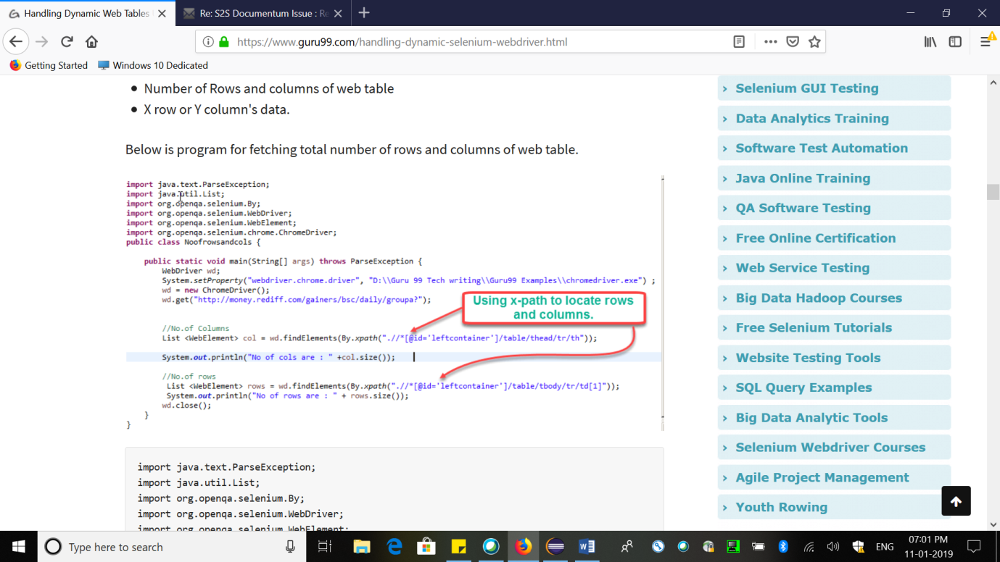 Handling Dynamic Web Tables
Re: S2S Documentum Issue : Re
https://www.guru99.com/handling-dynamic-selenium-webdriver.html
Getting Started
Windows 10 Dedicated
• Number of Rows and columns of web table
• X row or Y column's data.
Below is program for fetching total number of rows and columns of web table.
import java.text.ParseException;
import java.util.List;
import org.openqa.selenium.By;
import org.openqa.selenium.WebDriver;
import org.openqa.selenium.WebElement;
import org.openqa.selenium.chrome.ChromeDriver;
public class Noofrowsandcols {
public static void main(String[] args) throws ParseException {
WebDriver wd;
System.setProperty("webdriver.chrome.driver", "D:\\Guru 99 Tech writing\\Guru99 Examples\\chromedriver.exe") ;
wd = new ChromeDriver();
wd.get("http://money.rediff.com/gainers/bsc/daily/groupa?");
Using x-path to locate rows
and columns.
//No.of Columns
List <WebElement> col = wd.findElements(By.xpath(".//*[@id='leftcontainer']/table/thead/tr/th"));
System.out.println("No of cols are : " +col.size());
//No.of rows
List <WebElement> rows = wd.findElements(By.xpath(".//*[@id='leftcontainer']/table/tbody/tr/td[1]"));
System.out.println("No of rows are : " + rows.size());
wd.close();
}
}
import java.text.ParseException;
import java.util.List;
import org.openqa.selenium.By;
import org.openqa.selenium.WebDriver;
import org.openqa.selenium.WebElement;
› Selenium GUI Testing
› Data Analytics Training
› Software Test Automation
› Java Online Training
› QA Software Testing
› Free Online Certification
› Web Service Testing
› Big Data Hadoop Courses
› Free Selenium Tutorials
› Website Testing Tools
› SQL Query Examples
› Big Data Analytic Tools
› Selenium Webdriver Courses
› Agile Project Management
› Youth Rowing
Type here to search
ENG
07:01 PM
11-01-2019